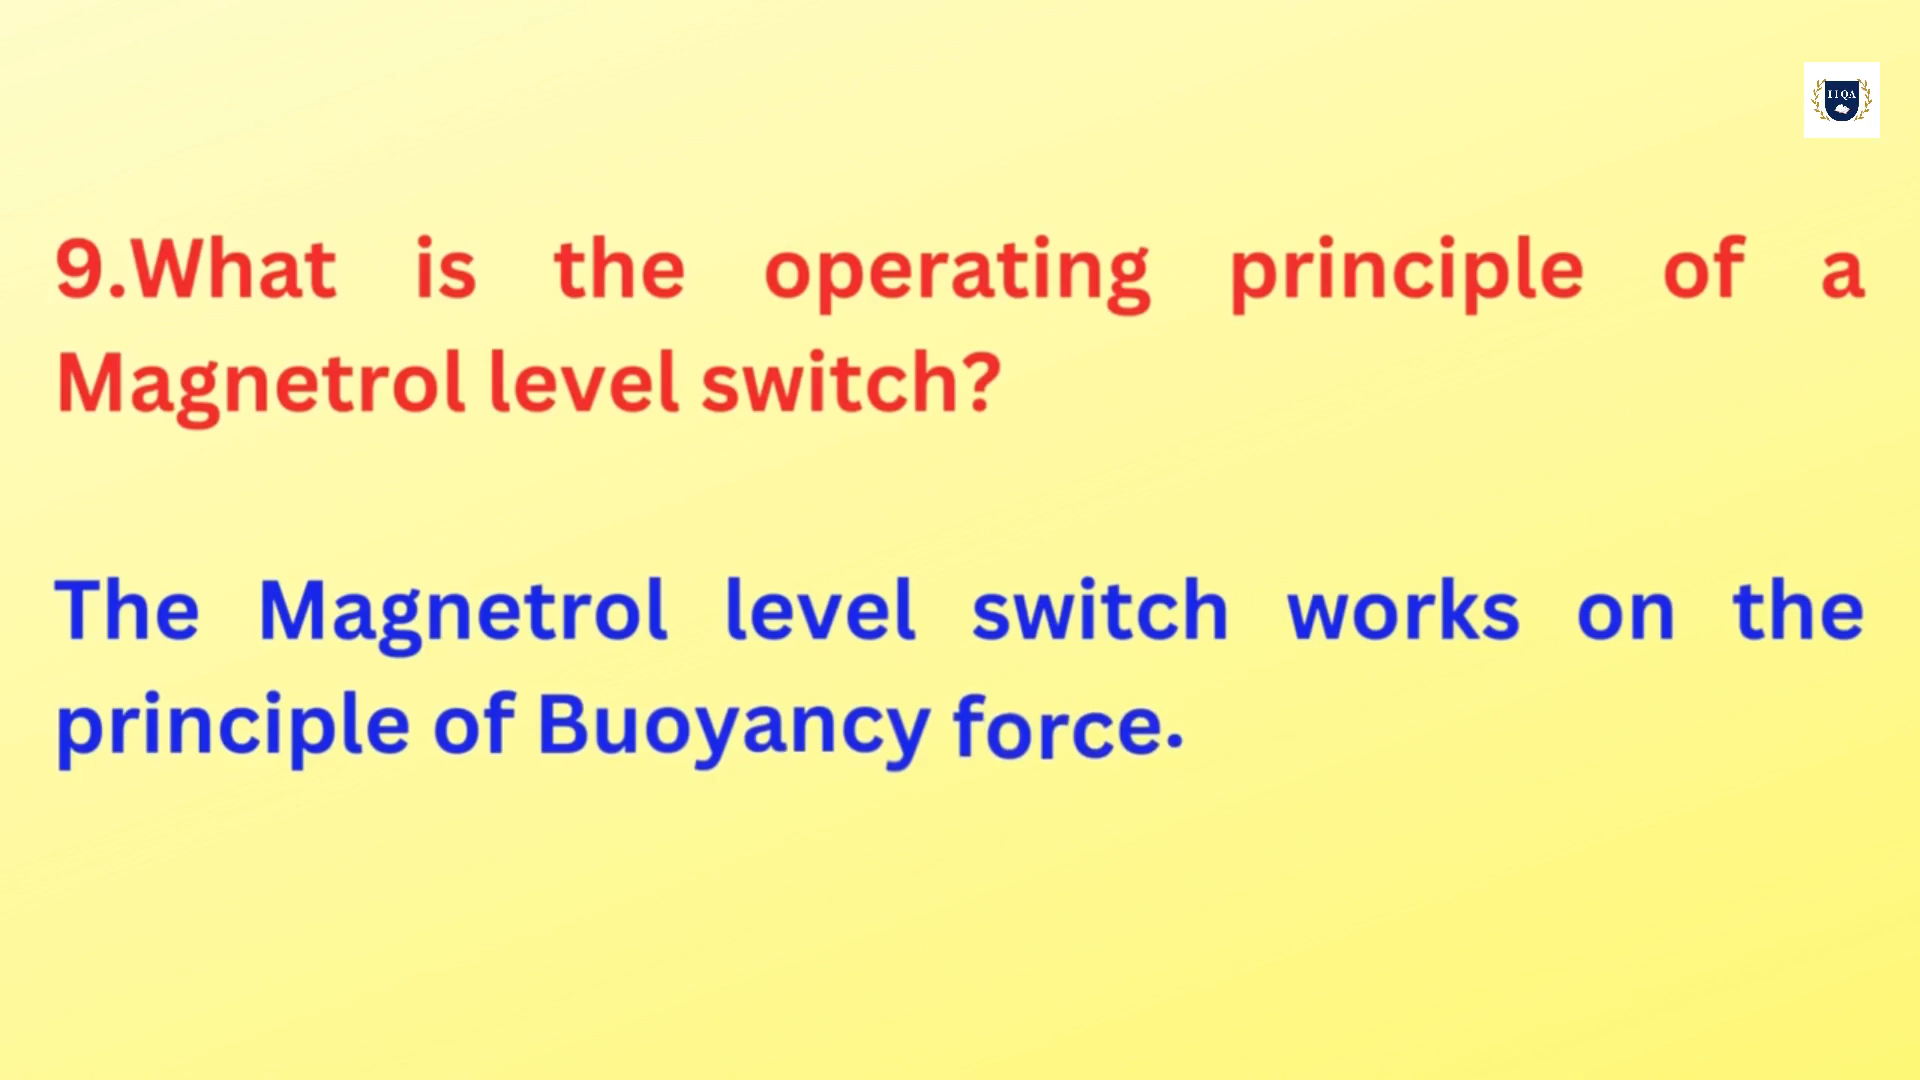 IIQA
9.What is the operating principle of a
Magnetrol level switch?
The Magnetrol level switch works on the
principle of Buoyancy force.